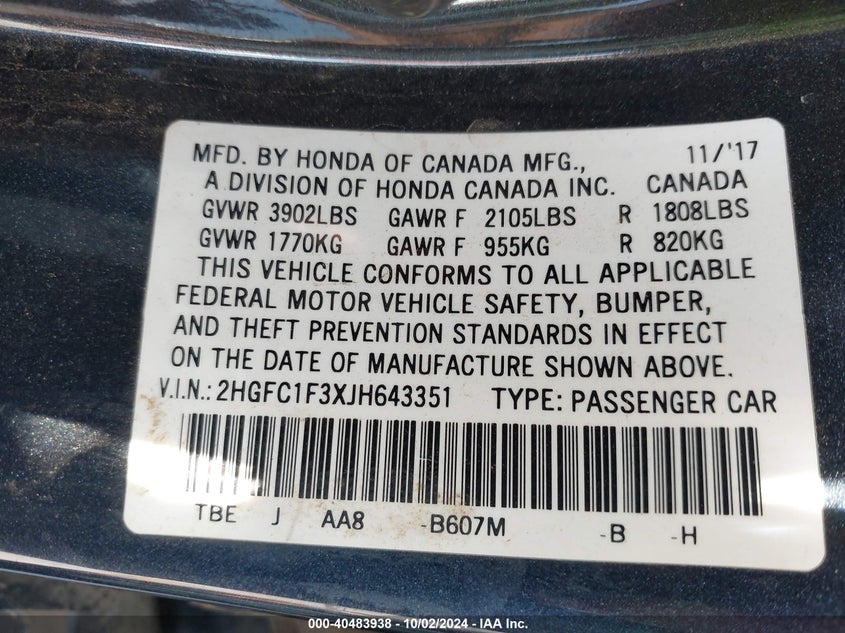 MFD. BY HONDA OF CANADA MFG., 11/'17
A DIVISION OF HONDA CANADA INC. CANADA
GVWR 3902LBS GAWR F 2105LBS R 1808LBS
GVWR 1770KG GAWR F 955KG R 820KG
THIS VEHICLE CONFORMS TO ALL APPLICABLE
FEDERAL MOTOR VEHICLE SAFETY, BUMPER,
AND THEFT PREVENTION STANDARDS IN EFFECT
ON THE DATE OF MANUFACTURE SHOWN ABOVE.
V.I.N.: 2HGFC1F3XJH643351 TYPE: PASSENGER CAR
TBE J AA8 -B607M -B -H
000-40483938 - 10/02/2024 - IAA Inc.